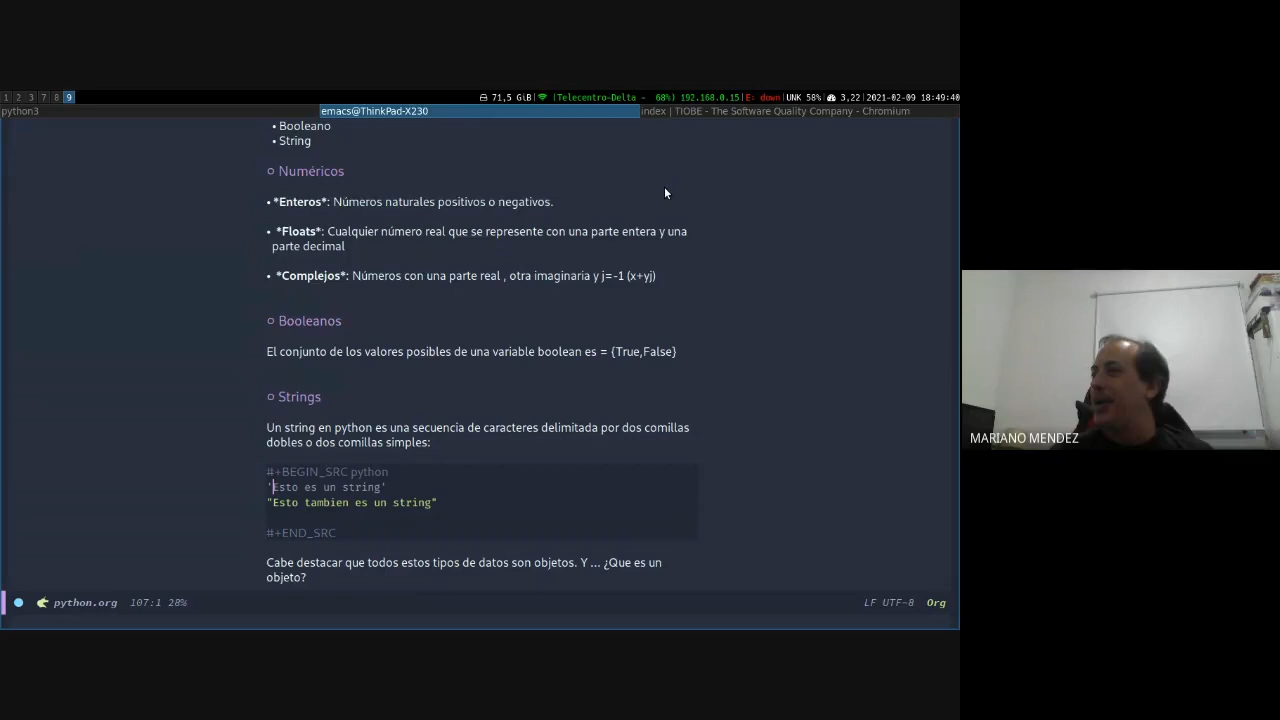 1 2 3 7 8 9
71,5 GiB | |Telecentro-Delta - 68%) 192.168.0.15|E: down|UNK 58%| 3,22|2021-02-09 18:49:40
python3 emacs@ThinkPad-X230 index | TIOBE - The Software Quality Company - Chromium
• Booleano
• String
Numéricos
• *Enteros*: Números naturales positivos o negativos.
• *Floats*: Cualquier número real que se represente con una parte entera y una
parte decimal
• *Complejos*: Números con una parte real , otra imaginaria y j=-1 (x+yj)
Booleanos
El conjunto de los valores posibles de una variable boolean es = {True,False}
Strings
Un string en python es una secuencia de caracteres delimitada por dos comillas
dobles o dos comillas simples:
#+BEGIN_SRC python
'Esto es un string'
"Esto tambien es un string"
#+END_SRC
Cabe destacar que todos estos tipos de datos son objetos. Y ... ¿Que es un
objeto?
python.org 107:1 28% LF UTF-8 Org
MARIANO MENDEZ